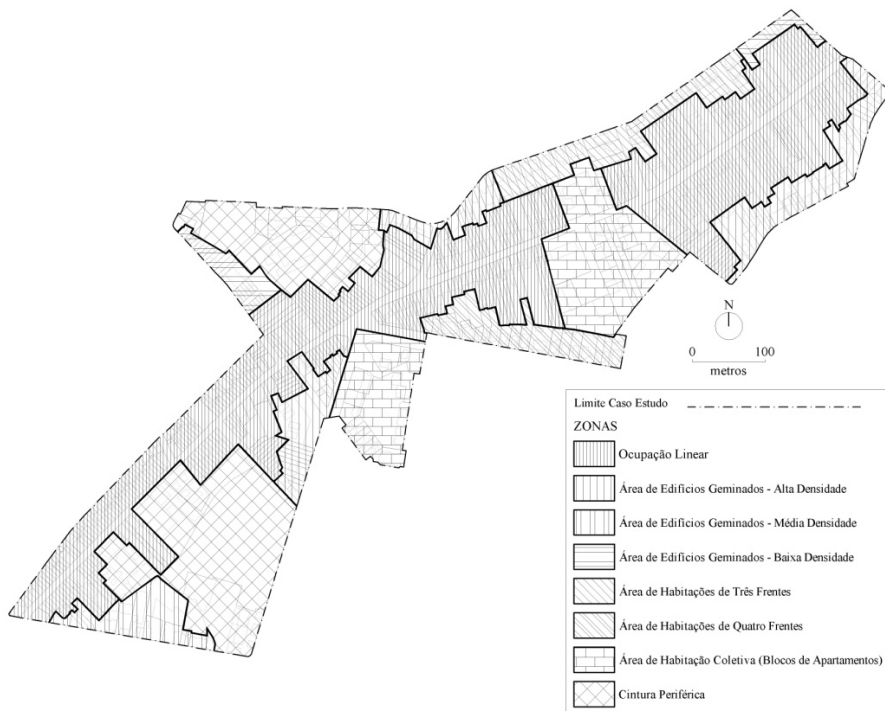 N
0 100
metros
Limite Caso Estudo
ZONAS
Ocupação Linear
Área de Edifícios Geminados - Alta Densidade
Área de Edifícios Geminados - Média Densidade
Área de Edifícios Geminados - Baixa Densidade
Área de Habitações de Três Frentes
Área de Habitações de Quatro Frentes
Área de Habitação Coletiva (Blocos de Apartamentos)
Cintura Periférica